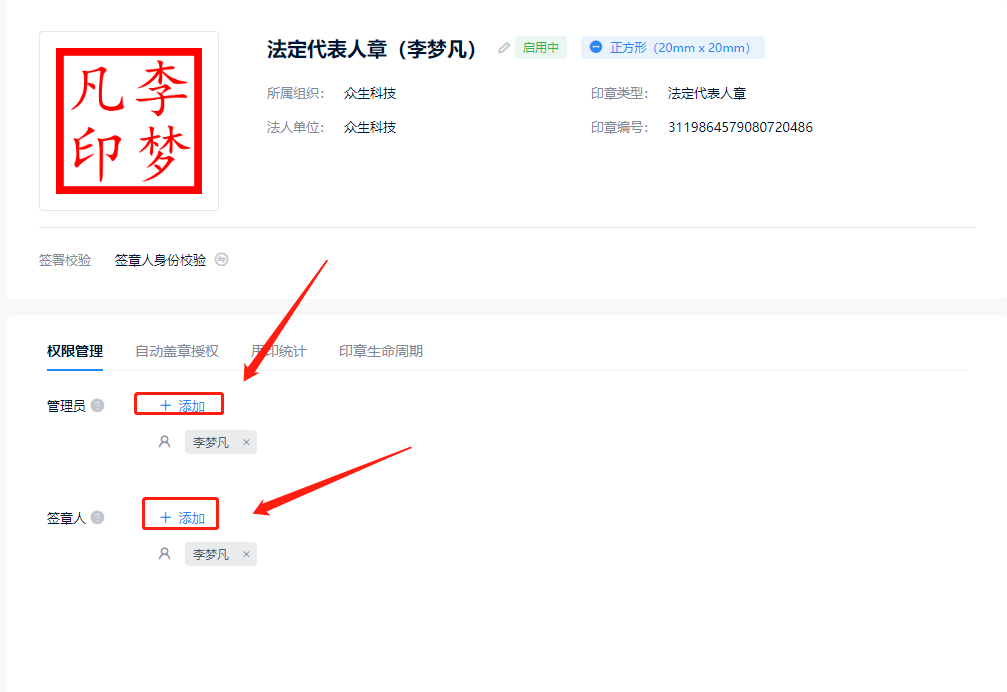 李梦凡印
法定代表人章（李梦凡） 启用中 正方形（20mm x 20mm）
所属组织： 众生科技 印章类型： 法定代表人章
法人单位： 众生科技 印章编号： 3119864579080720486
签署校验 签章人身份校验
权限管理 自动盖章授权 用印统计 印章生命周期
管理员 ? + 添加
李梦凡 ×
签章人 ? + 添加
李梦凡 ×